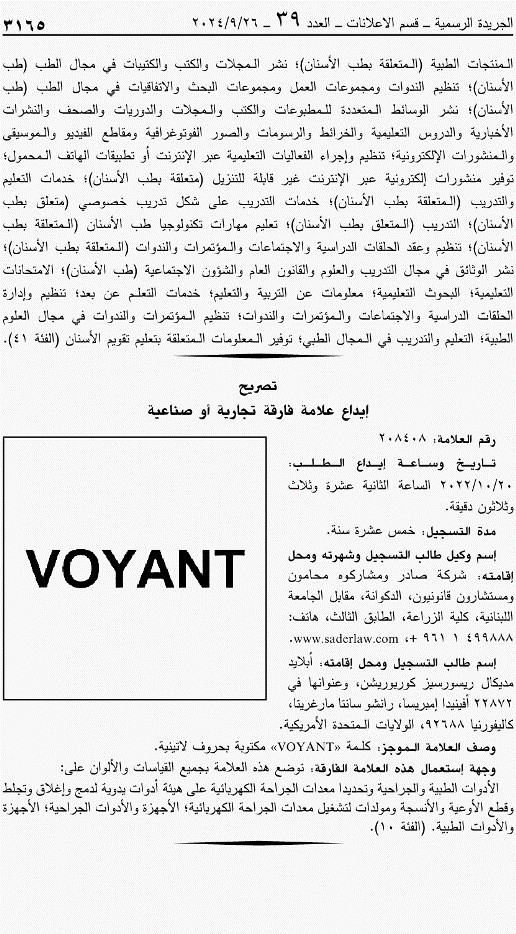 الجريدة الرسمية – قسم الاعلانات – العدد ٣٩ – ٢٠٢٤/٩/٢٦
٣١٦٥
المنتجات الطبية (المتعلقة بطب الأسنان)؛ نشر المجلات والكتب والكتيبات في مجال الطب (طب
الأسنان)؛ تنظيم الندوات ومجموعات العمل ومجموعات البحث والاتفاقيات في مجال الطب (طب
الأسنان)؛ نشر الوسائط المتعددة للمطبوعات والكتب والمجلات والدوريات والصحف والنشرات
الأخبارية والدروس التعليمية والخرائط والرسومات والصور الفوتوغرافية ومقاطع الفيديو والموسيقى
والمنشورات الإلكترونية؛ تنظيم وإجراء الفعاليات التعليمية عبر الإنترنت أو تطبيقات الهاتف المحمول؛
توفير منشورات إلكترونية عبر الإنترنت غير قابلة للتنزيل (متعلقة بطب الأسنان)؛ خدمات التعليم
والتدريب (المتعلقة بطب الأسنان)؛ خدمات التدريب على شكل تدريب خصوصي (متعلق بطب
الأسنان)؛ التدريب (المتعلق بطب الأسنان)؛ تعليم مهارات تكنولوجيا طب الأسنان (المتعلقة بطب
الأسنان)؛ تنظيم وعقد الحلقات الدراسية والاجتماعات والمؤتمرات والندوات (المتعلقة بطب الأسنان)؛
نشر الوثائق في مجال التدريب والعلوم والقانون العام والشؤون الاجتماعية (طب الأسنان)؛ الامتحانات
التعليمية؛ البحوث التعليمية؛ معلومات عن التربية والتعليم؛ خدمات التعلم عن بعد؛ تنظيم وإدارة
الحلقات الدراسية والاجتماعات والمؤتمرات والندوات؛ تنظيم المؤتمرات والندوات في مجال العلوم
الطبية؛ التعليم والتدريب في المجال الطبي؛ توفير المعلومات المتعلقة بتعليم تقويم الأسنان (الفئة ٤١).
تصريح
إيداع علامة فارقة تجارية أو صناعية
رقم العلامة: ٢٠٨٤٠٨
تاريخ وساعة إيداع الطلب:
٢٠٢٢/١٠/٢٠ الساعة الثانية عشرة وثلاث
وثلاثون دقيقة.
مدة التسجيل: خمس عشرة سنة.
إسم وكيل طالب التسجيل وشهرته ومحل
إقامته: شركة صادر ومشاركوه محامون
ومستشارون قانونيون، الدكوانة، مقابل الجامعة
اللبنانية، كلية الزراعة، الطابق الثالث، هاتف:
٤٩٩٨٨٨ ١ ٩٦١ +، www.saderlaw.com.
إسم طالب التسجيل ومحل إقامته: أبلايد
مديكال ريسورسيز كوربوريشن، وعنوانها في
٢٢٨٧٢ أفينيدا إمبريسا، رانشو سانتا مارغريتا،
كاليفورنيا ٩٢٦٨٨، الولايات المتحدة الأمريكية.
VOYANT
وصف العلامة الموجز: كلمة «VOYANT» مكتوبة بحروف لاتينية.
وجهة إستعمال هذه العلامة الفارقة: توضع هذه العلامة بجميع القياسات والألوان على:
الأدوات الطبية والجراحية وتحديدا معدات الجراحة الكهربائية على هيئة أدوات يدوية لدمج وإغلاق وتجلط
وقطع الأوعية والأنسجة ومولدات لتشغيل معدات الجراحة الكهربائية؛ الأجهزة والأدوات الجراحية؛ الأجهزة
والأدوات الطبية. (الفئة ١٠).